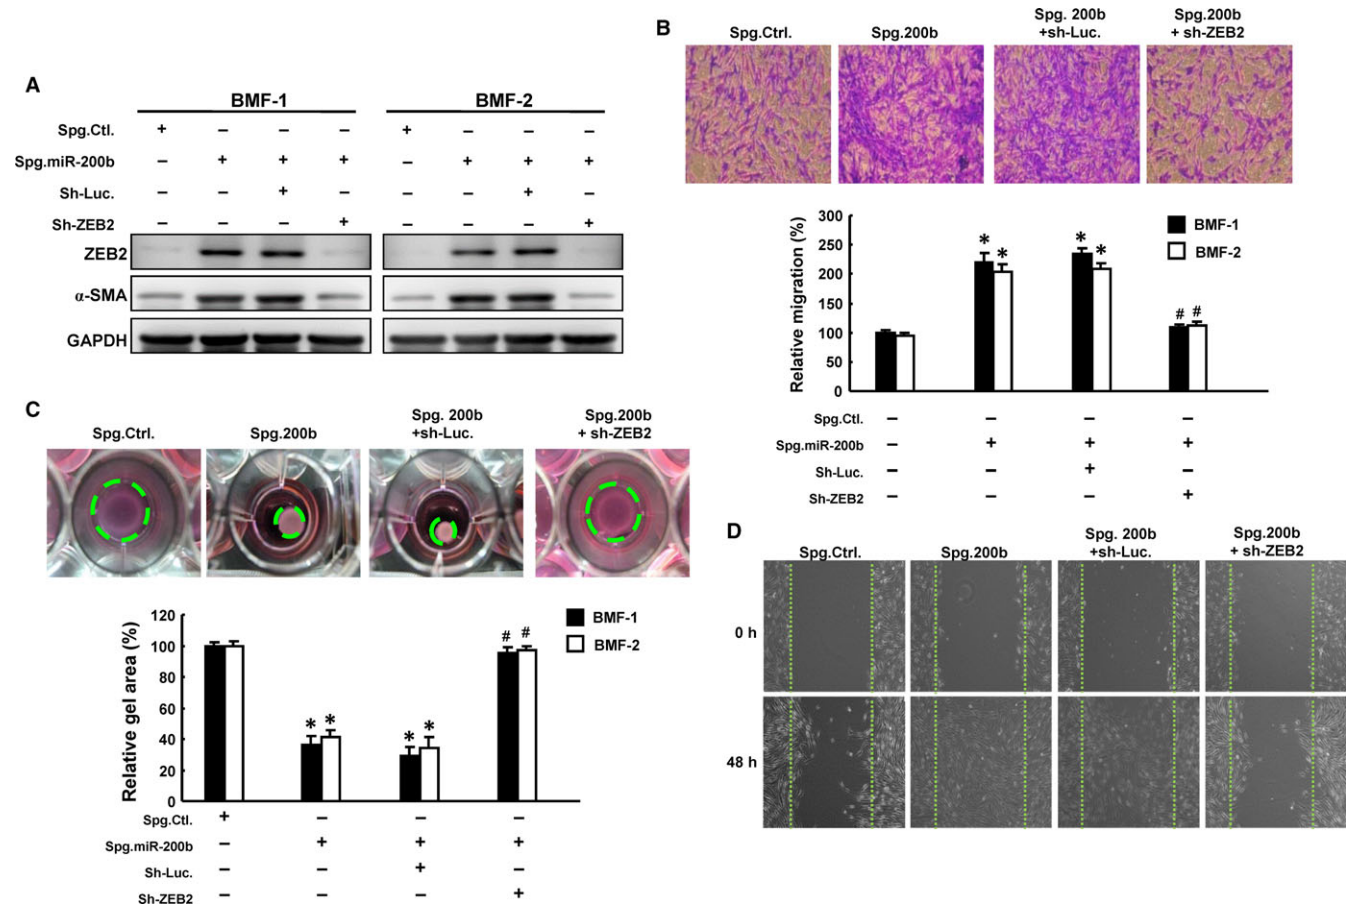 A
BMF-1 BMF-2
Spg.Ctl. + – – – + – – –
Spg.miR-200b – + + + – + + +
Sh-Luc. – – + – – – + –
Sh-ZEB2 – – – + – – – +
ZEB2
α-SMA
GAPDH
B
Spg.Ctrl. Spg.200b Spg. 200b +sh-Luc. Spg.200b + sh-ZEB2
Relative migration (%)
300
250
200
150
100
50
0
* * * * # #
BMF-1
BMF-2
Spg.Ctl. – – – –
Spg.miR-200b – + + +
Sh-Luc. – – + –
Sh-ZEB2 – – – +
C
Spg.Ctrl. Spg.200b Spg. 200b +sh-Luc. Spg.200b + sh-ZEB2
Relative gel area (%)
120
100
80
60
40
20
0
* * * * # #
BMF-1
BMF-2
Spg.Ctl. + – – –
Spg.miR-200b – + + +
Sh-Luc. – – + –
Sh-ZEB2 – – – +
D
Spg.Ctrl. Spg.200b Spg. 200b +sh-Luc. Spg.200b + sh-ZEB2
0 h
48 h